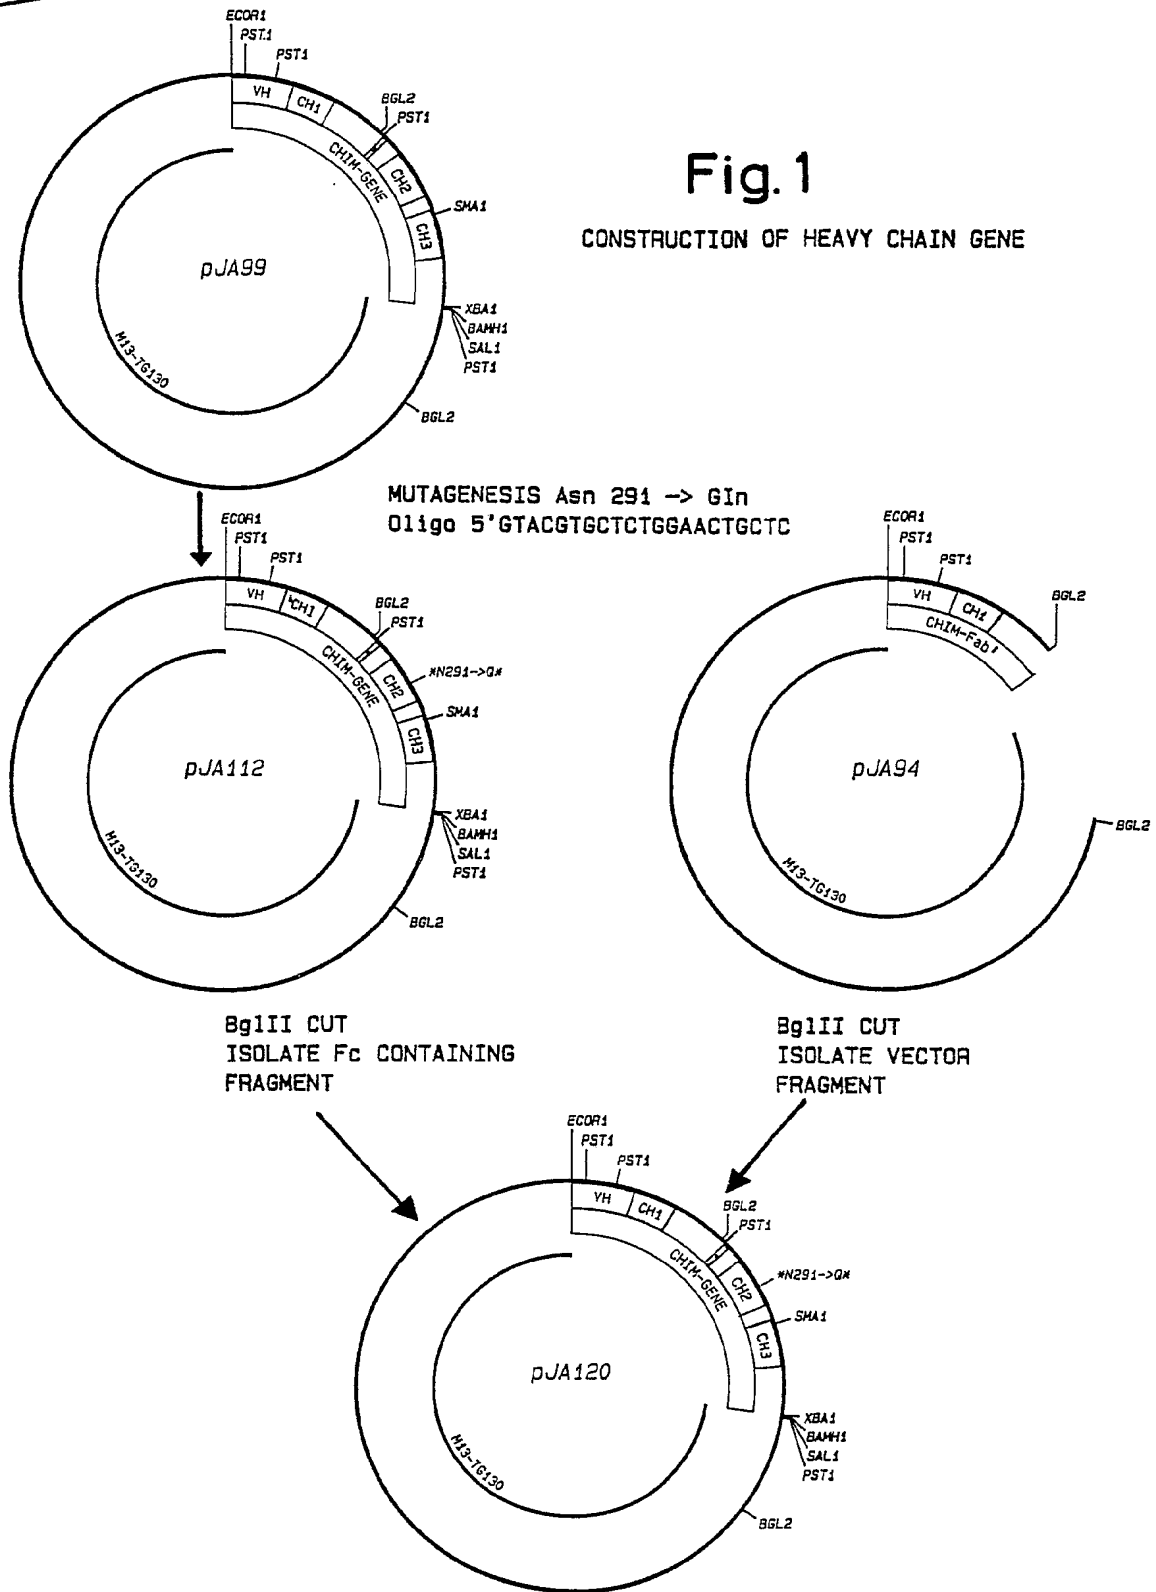 Fig. 1
CONSTRUCTION OF HEAVY CHAIN GENE
ECOR1
PST1
PST1
VH
CH1
BGL2
PST1
CHIM-GENE
CH2
SMA1
CH3
pJA99
XBA1
BAMH1
SAL1
PST1
M13-TG130
BGL2
MUTAGENESIS Asn 291 -> Gln
Oligo 5'GTACGTGCTCTGGAACTGCTC
ECOR1
PST1
PST1
VH
CH1
BGL2
PST1
CHIM-GENE
*N291->Q*
CH2
SMA1
CH3
pJA112
XBA1
BAMH1
SAL1
PST1
M13-TG130
BGL2
ECOR1
PST1
PST1
VH
CH1
BGL2
CHIM-Fab'
pJA94
BGL2
M13-TG130
BglII CUT
ISOLATE Fc CONTAINING
FRAGMENT
BglII CUT
ISOLATE VECTOR
FRAGMENT
ECOR1
PST1
PST1
VH
CH1
BGL2
PST1
CHIM-GENE
*N291->Q*
CH2
SMA1
CH3
pJA120
XBA1
BAMH1
SAL1
PST1
M13-TG130
BGL2